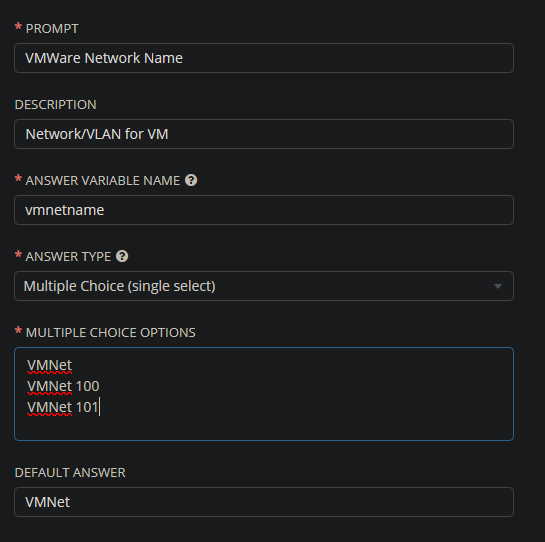 * PROMPT
VMWare Network Name
DESCRIPTION
Network/VLAN for VM
* ANSWER VARIABLE NAME ?
vmnetname
* ANSWER TYPE ?
Multiple Choice (single select)
* MULTIPLE CHOICE OPTIONS
VMNet
VMNet 100
VMNet 101
DEFAULT ANSWER
VMNet